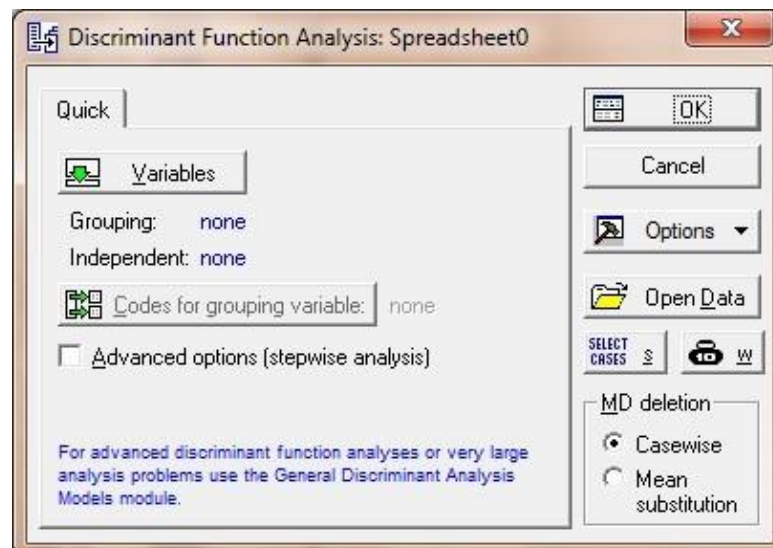 Discriminant Function Analysis: Spreadsheet0
Quick
Variables
Grouping: none
Independent: none
Codes for grouping variable: none
Advanced options (stepwise analysis)
For advanced discriminant function analyses or very large
analysis problems use the General Discriminant Analysis
Models module.
OK
Cancel
Options
Open Data
SELECT
CASES S
W
MD deletion
Casewise
Mean
substitution